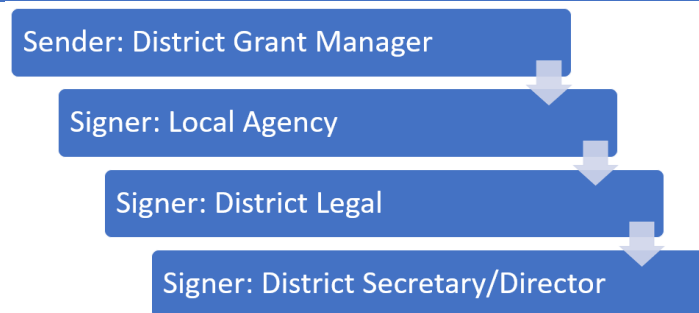 Sender: District Grant Manager
Signer: Local Agency
Signer: District Legal
Signer: District Secretary/Director